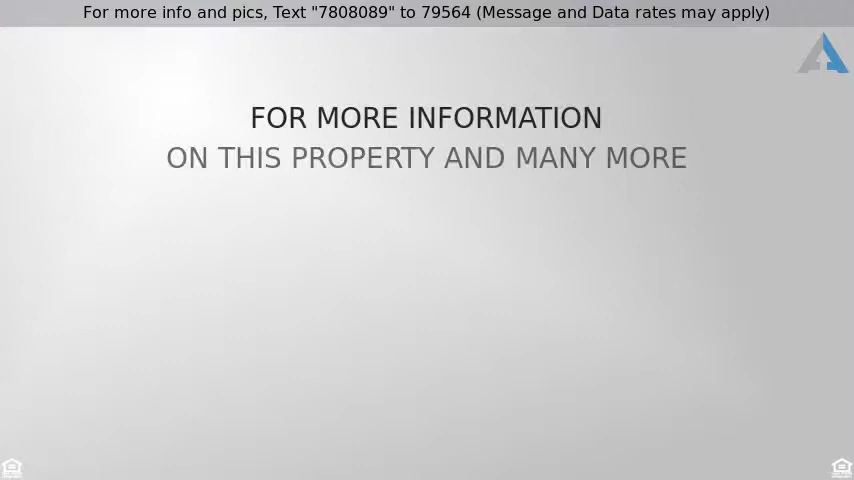 For more info and pics, Text "7808089" to 79564 (Message and Data rates may apply)
FOR MORE INFORMATION
ON THIS PROPERTY AND MANY MORE